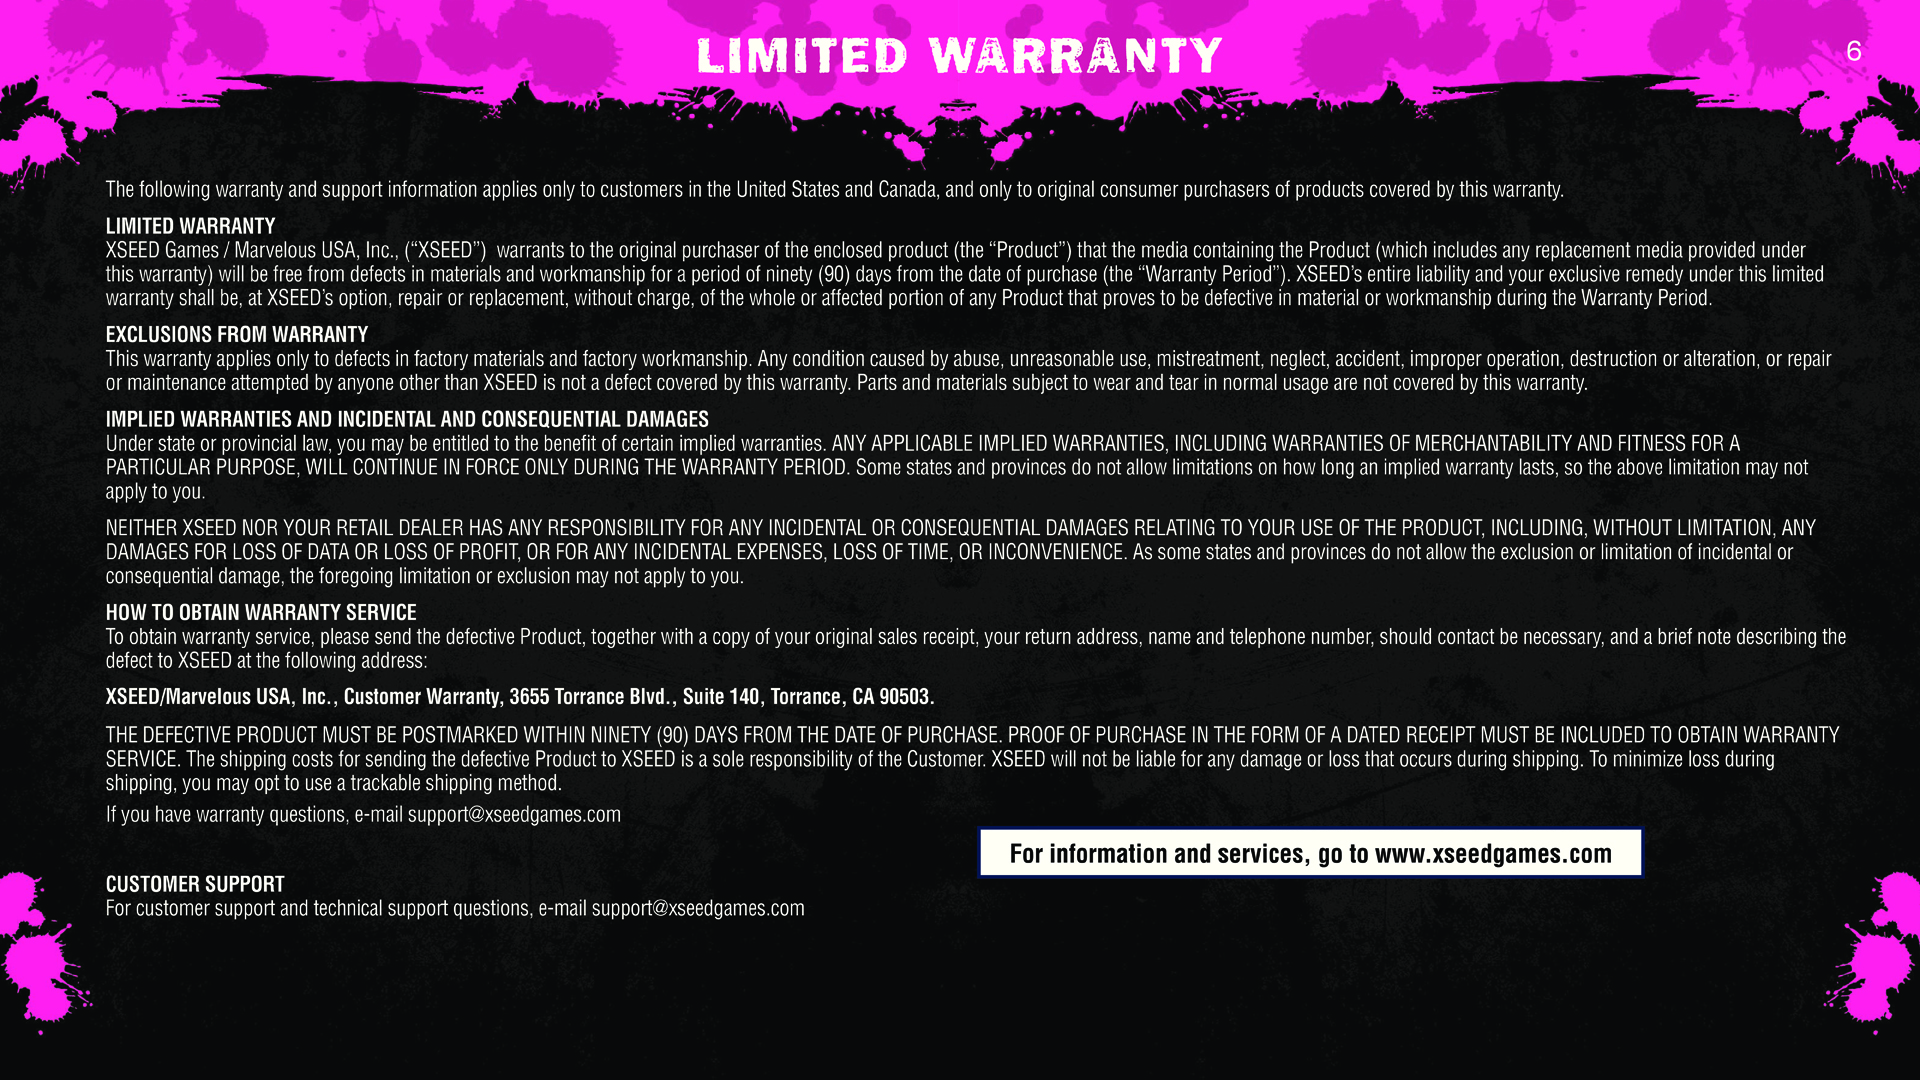 LIMITED WARRANTY
6
The following warranty and support information applies only to customers in the United States and Canada, and only to original consumer purchasers of products covered by this warranty.
LIMITED WARRANTY
XSEED Games / Marvelous USA, Inc., (“XSEED”)  warrants to the original purchaser of the enclosed product (the “Product”) that the media containing the Product (which includes any replacement media provided under
this warranty) will be free from defects in materials and workmanship for a period of ninety (90) days from the date of purchase (the “Warranty Period”). XSEED’s entire liability and your exclusive remedy under this limited
warranty shall be, at XSEED’s option, repair or replacement, without charge, of the whole or affected portion of any Product that proves to be defective in material or workmanship during the Warranty Period.
EXCLUSIONS FROM WARRANTY
This warranty applies only to defects in factory materials and factory workmanship. Any condition caused by abuse, unreasonable use, mistreatment, neglect, accident, improper operation, destruction or alteration, or repair
or maintenance attempted by anyone other than XSEED is not a defect covered by this warranty. Parts and materials subject to wear and tear in normal usage are not covered by this warranty.
IMPLIED WARRANTIES AND INCIDENTAL AND CONSEQUENTIAL DAMAGES
Under state or provincial law, you may be entitled to the benefit of certain implied warranties. ANY APPLICABLE IMPLIED WARRANTIES, INCLUDING WARRANTIES OF MERCHANTABILITY AND FITNESS FOR A
PARTICULAR PURPOSE, WILL CONTINUE IN FORCE ONLY DURING THE WARRANTY PERIOD. Some states and provinces do not allow limitations on how long an implied warranty lasts, so the above limitation may not
apply to you.
NEITHER XSEED NOR YOUR RETAIL DEALER HAS ANY RESPONSIBILITY FOR ANY INCIDENTAL OR CONSEQUENTIAL DAMAGES RELATING TO YOUR USE OF THE PRODUCT, INCLUDING, WITHOUT LIMITATION, ANY
DAMAGES FOR LOSS OF DATA OR LOSS OF PROFIT, OR FOR ANY INCIDENTAL EXPENSES, LOSS OF TIME, OR INCONVENIENCE. As some states and provinces do not allow the exclusion or limitation of incidental or
consequential damage, the foregoing limitation or exclusion may not apply to you.
HOW TO OBTAIN WARRANTY SERVICE
To obtain warranty service, please send the defective Product, together with a copy of your original sales receipt, your return address, name and telephone number, should contact be necessary, and a brief note describing the
defect to XSEED at the following address:
XSEED/Marvelous USA, Inc., Customer Warranty, 3655 Torrance Blvd., Suite 140, Torrance, CA 90503.
THE DEFECTIVE PRODUCT MUST BE POSTMARKED WITHIN NINETY (90) DAYS FROM THE DATE OF PURCHASE. PROOF OF PURCHASE IN THE FORM OF A DATED RECEIPT MUST BE INCLUDED TO OBTAIN WARRANTY
SERVICE. The shipping costs for sending the defective Product to XSEED is a sole responsibility of the Customer. XSEED will not be liable for any damage or loss that occurs during shipping. To minimize loss during
shipping, you may opt to use a trackable shipping method.
If you have warranty questions, e-mail support@xseedgames.com
For information and services, go to www.xseedgames.com
CUSTOMER SUPPORT
For customer support and technical support questions, e-mail support@xseedgames.com